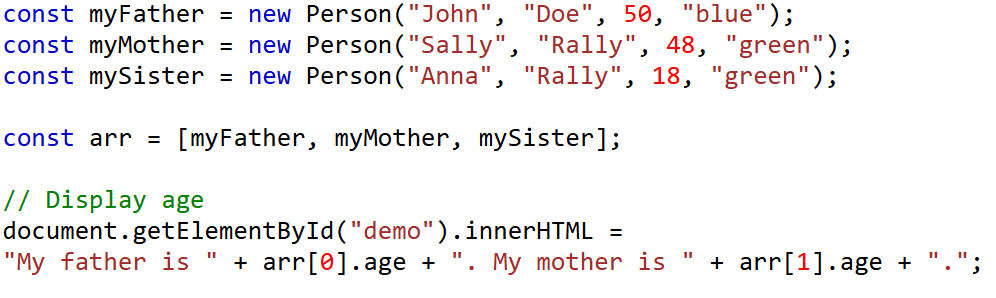 const myFather = new Person("John", "Doe", 50, "blue");
const myMother = new Person("Sally", "Rally", 48, "green");
const mySister = new Person("Anna", "Rally", 18, "green");
const arr = [myFather, myMother, mySister];
// Display age
document.getElementById("demo").innerHTML =
"My father is " + arr[0].age + ". My mother is " + arr[1].age + ".";